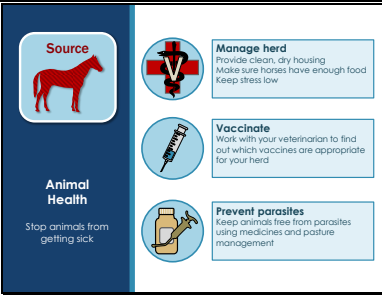 Source
Animal
Health
Stop animals from
getting sick
V
Manage herd
Provide clean, dry housing
Make sure horses have enough food
Keep stress low
Vaccinate
Work with your veterinarian to find
out which vaccines are appropriate
for your herd
Prevent parasites
Keep animals free from parasites
using medicines and pasture
management